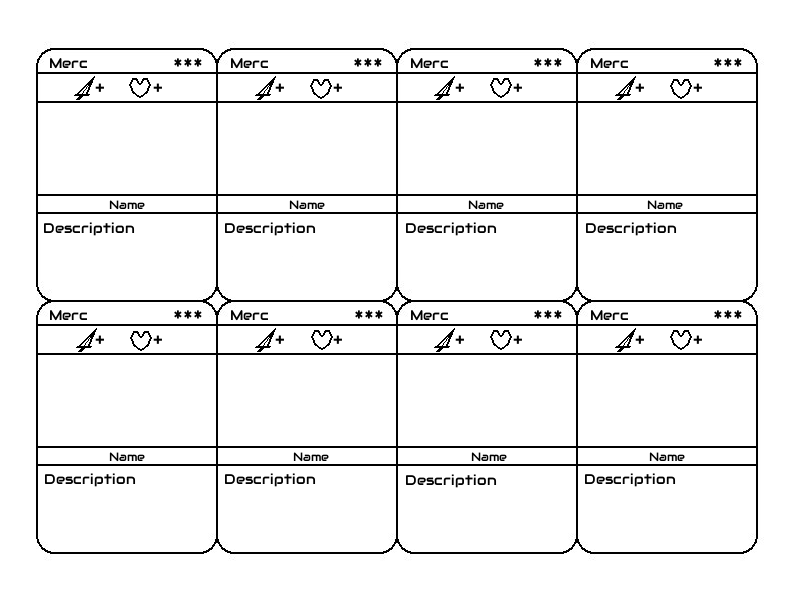 Merc *** Merc *** Merc *** Merc ***
+ + + + + + + +
Name Name Name Name
Description Description Description Description
Merc *** Merc *** Merc *** Merc ***
+ + + + + + + +
Name Name Name Name
Description Description Description Description